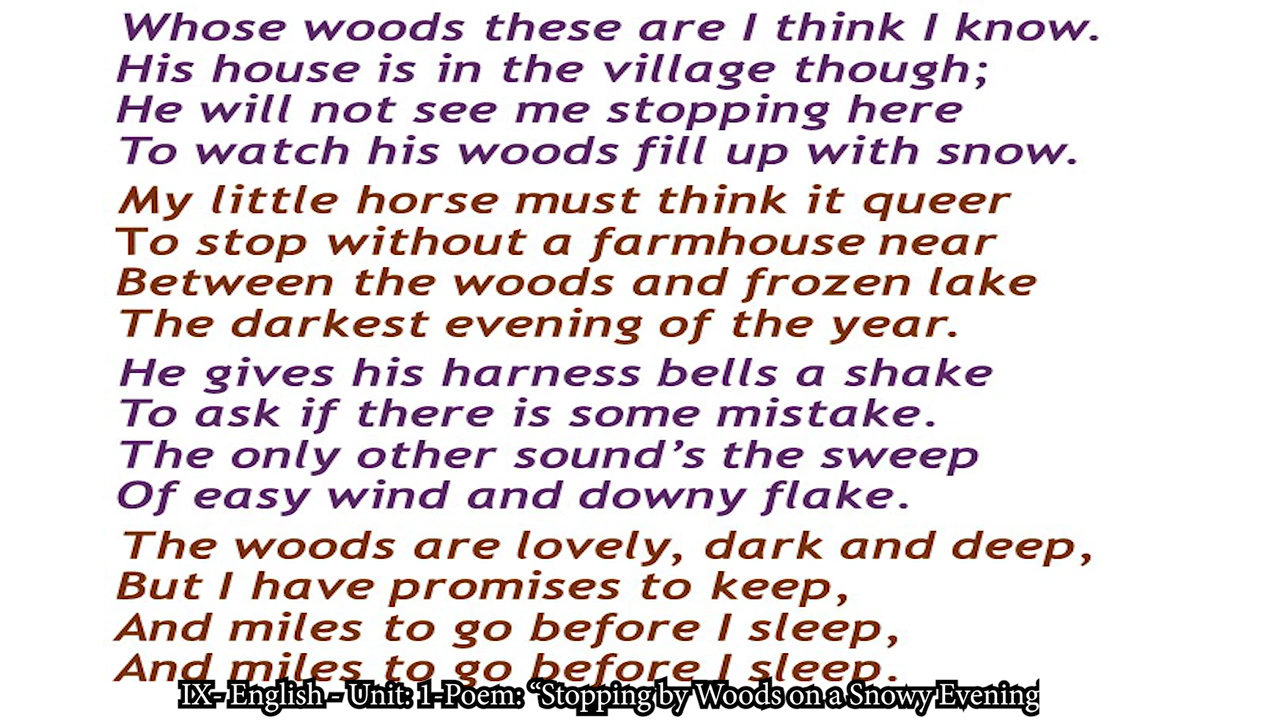 Whose woods these are I think I know.
His house is in the village though;
He will not see me stopping here
To watch his woods fill up with snow.
My little horse must think it queer
To stop without a farmhouse near
Between the woods and frozen lake
The darkest evening of the year.
He gives his harness bells a shake
To ask if there is some mistake.
The only other sound’s the sweep
Of easy wind and downy flake.
The woods are lovely, dark and deep,
But I have promises to keep,
And miles to go before I sleep,
And miles to go before I sleep.
IX- English - Unit: 1-Poem: “Stopping by Woods on a Snowy Evening